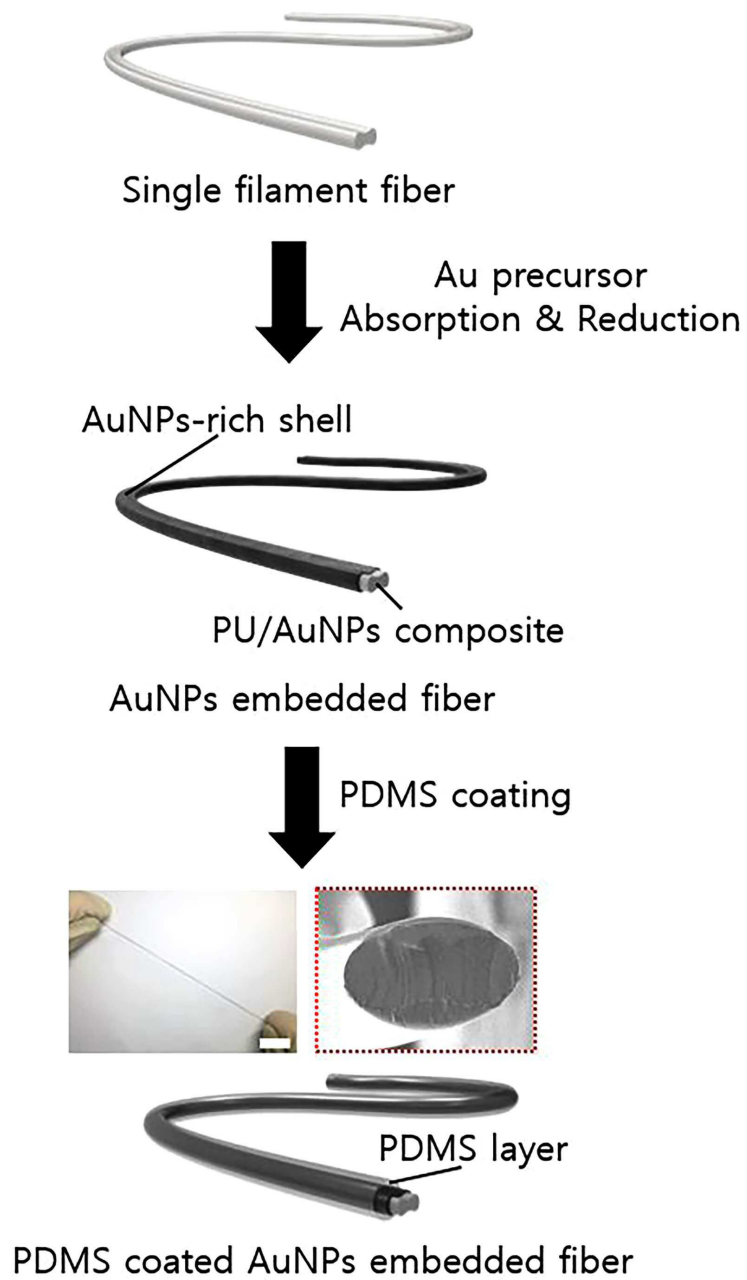 Single filament fiber
Au precursor
Absorption & Reduction
AuNPs-rich shell
PU/AuNPs composite
AuNPs embedded fiber
PDMS coating
PDMS layer
PDMS coated AuNPs embedded fiber